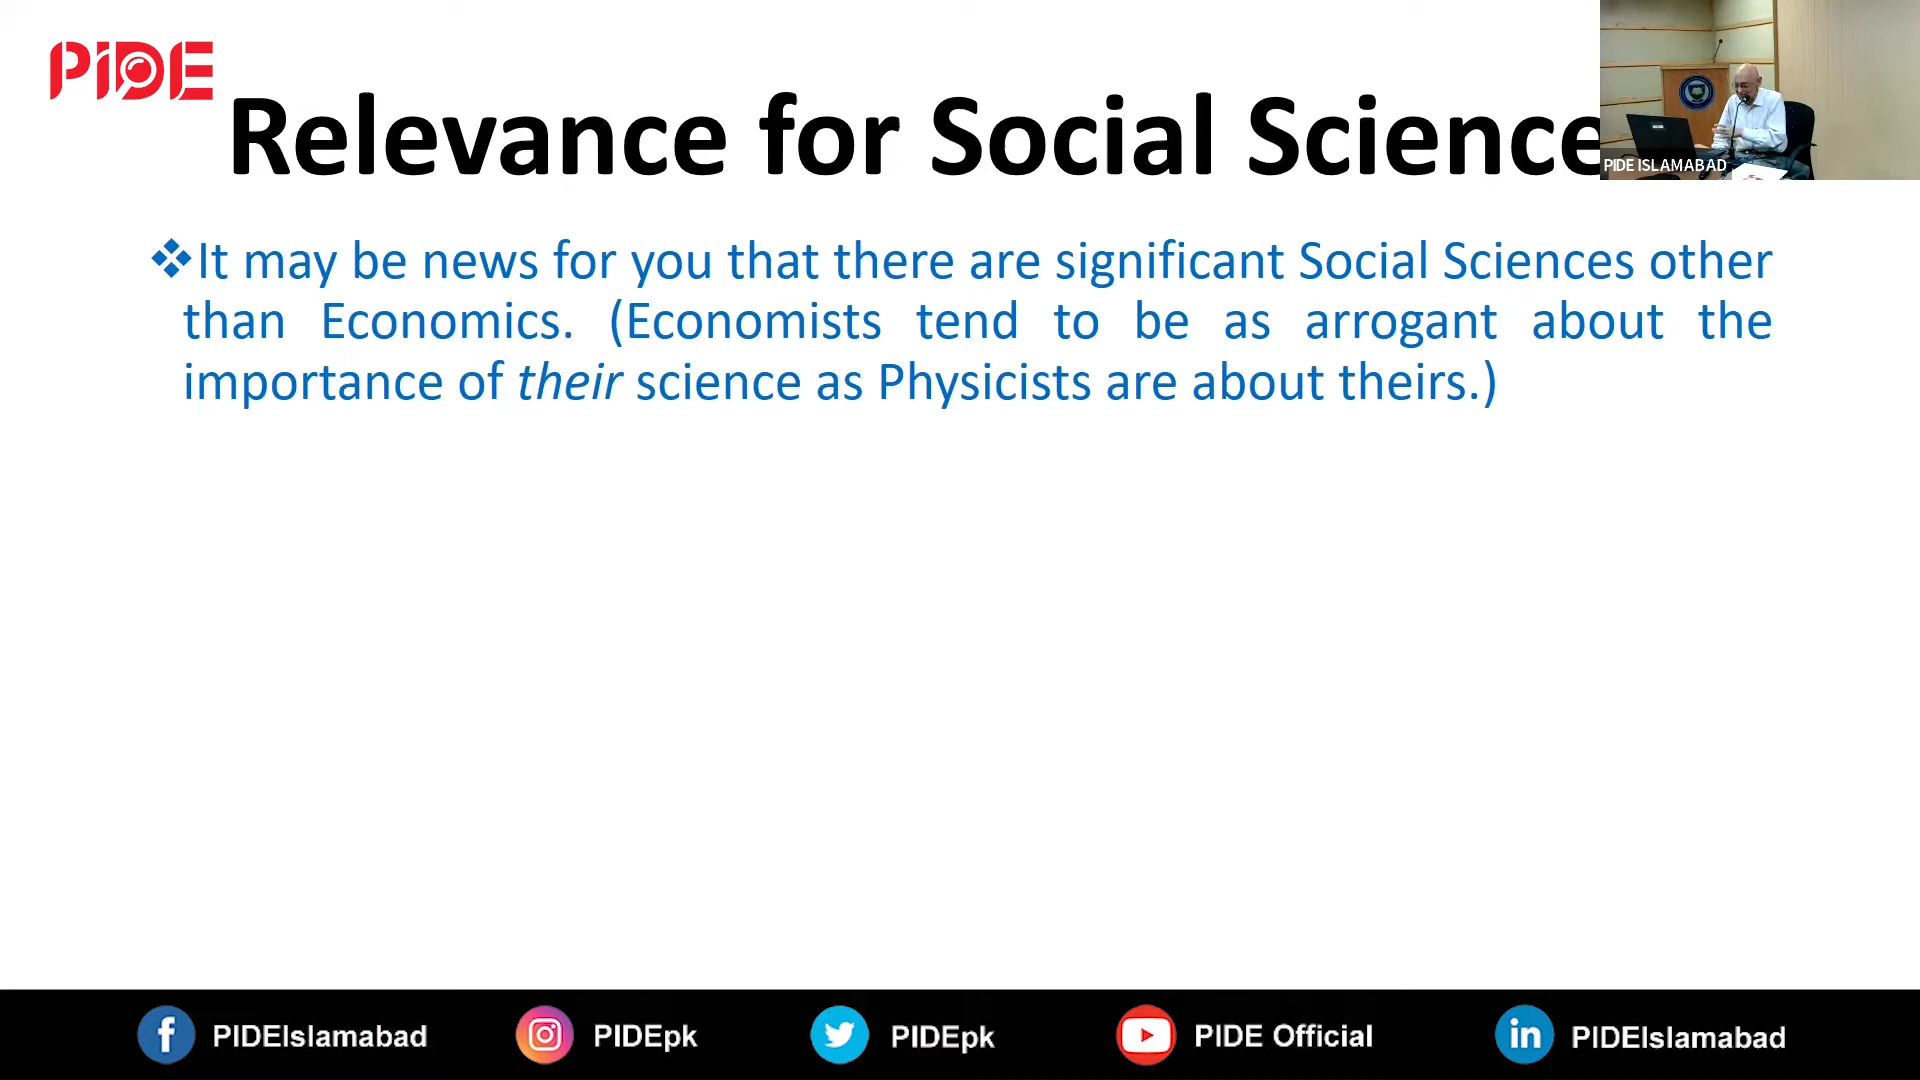 PIDE
Relevance for Social Science
PIDE ISLAMABAD
❖It may be news for you that there are significant Social Sciences other
than Economics. (Economists tend to be as arrogant about the
importance of their science as Physicists are about theirs.)
PIDEIslamabad PIDEpk PIDEpk PIDE Official PIDEIslamabad